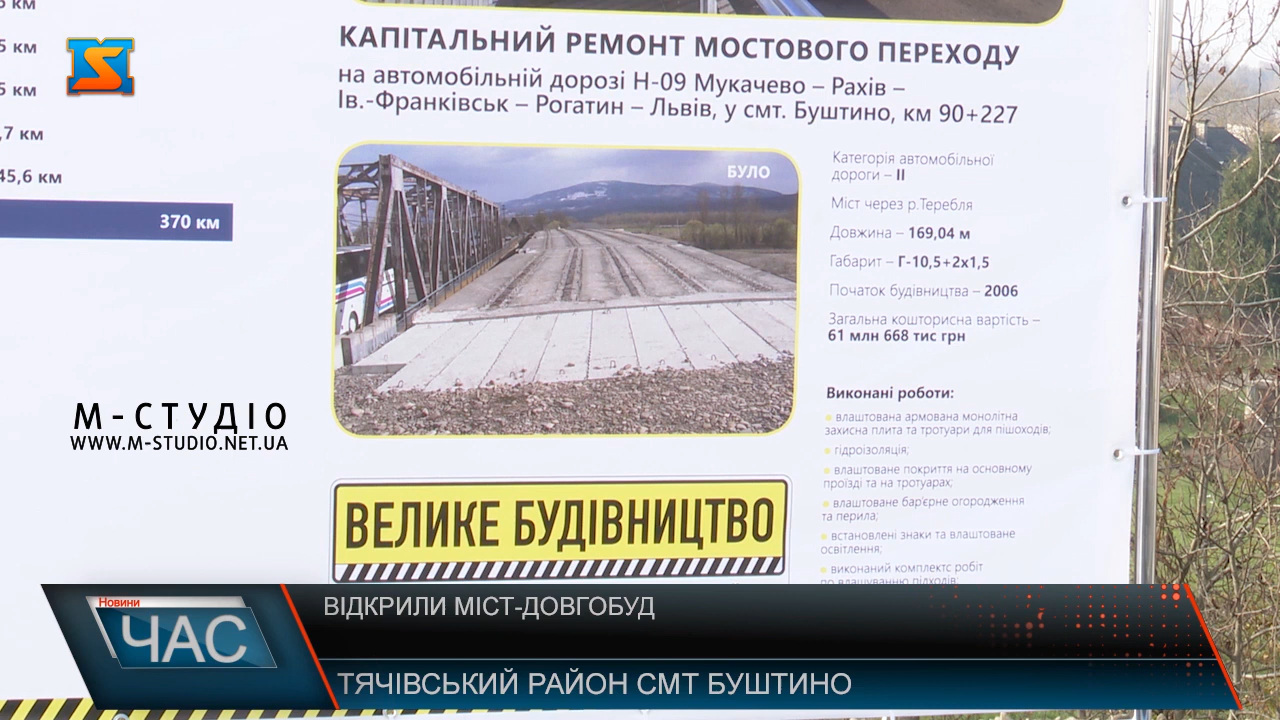 5 км
5 км
,7 км
45,6 км
370 км
КАПІТАЛЬНИЙ РЕМОНТ МОСТОВОГО ПЕРЕХОДУ
на автомобільній дорозі Н-09 Мукачево – Рахів –
Ів.-Франківськ – Рогатин – Львів, у смт. Буштино, км 90+227
БУЛО
Категорія автомобільної
дороги – ІІ
Міст через р.Теребля
Довжина – 169,04 м
Габарит – Г-10,5+2х1,5
Початок будівництва – 2006
Загальна кошторисна вартість –
61 млн 668 тис грн
Виконані роботи:
влаштована армована монолітна
захисна плита та тротуари для пішоходів;
гідроізоляція;
влаштоване покриття на основному
проїзді та на тротуарах;
влаштоване бар'єрне огородження
та перила;
встановлені знаки та влаштоване
освітлення;
виконаний комплектс робіт
по влаштуванню підходів;
М-СТУДІО
WWW.M-STUDIO.NET.UA
ВЕЛИКЕ БУДІВНИЦТВО
Новини
ЧАС
ВІДКРИЛИ МІСТ-ДОВГОБУД
ТЯЧІВСЬКИЙ РАЙОН СМТ БУШТИНО